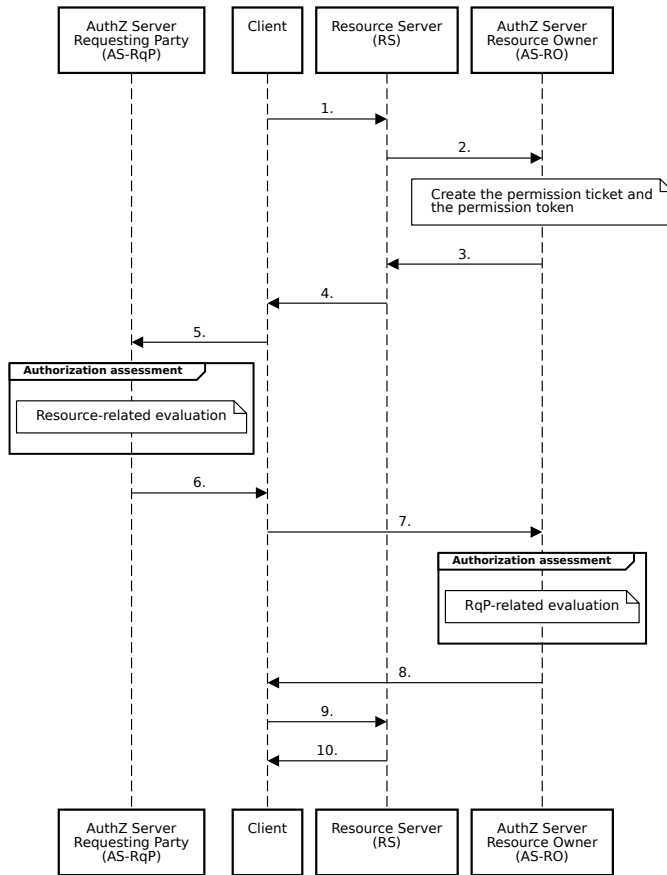 AuthZ Server
Requesting Party
(AS-RqP)
Client
Resource Server
(RS)
AuthZ Server
Resource Owner
(AS-RO)
1.
2.
Create the permission ticket and
the permission token
3.
4.
5.
Authorization assessment
Resource-related evaluation
6.
7.
Authorization assessment
RqP-related evaluation
8.
9.
10.
AuthZ Server
Requesting Party
(AS-RqP)
Client
Resource Server
(RS)
AuthZ Server
Resource Owner
(AS-RO)